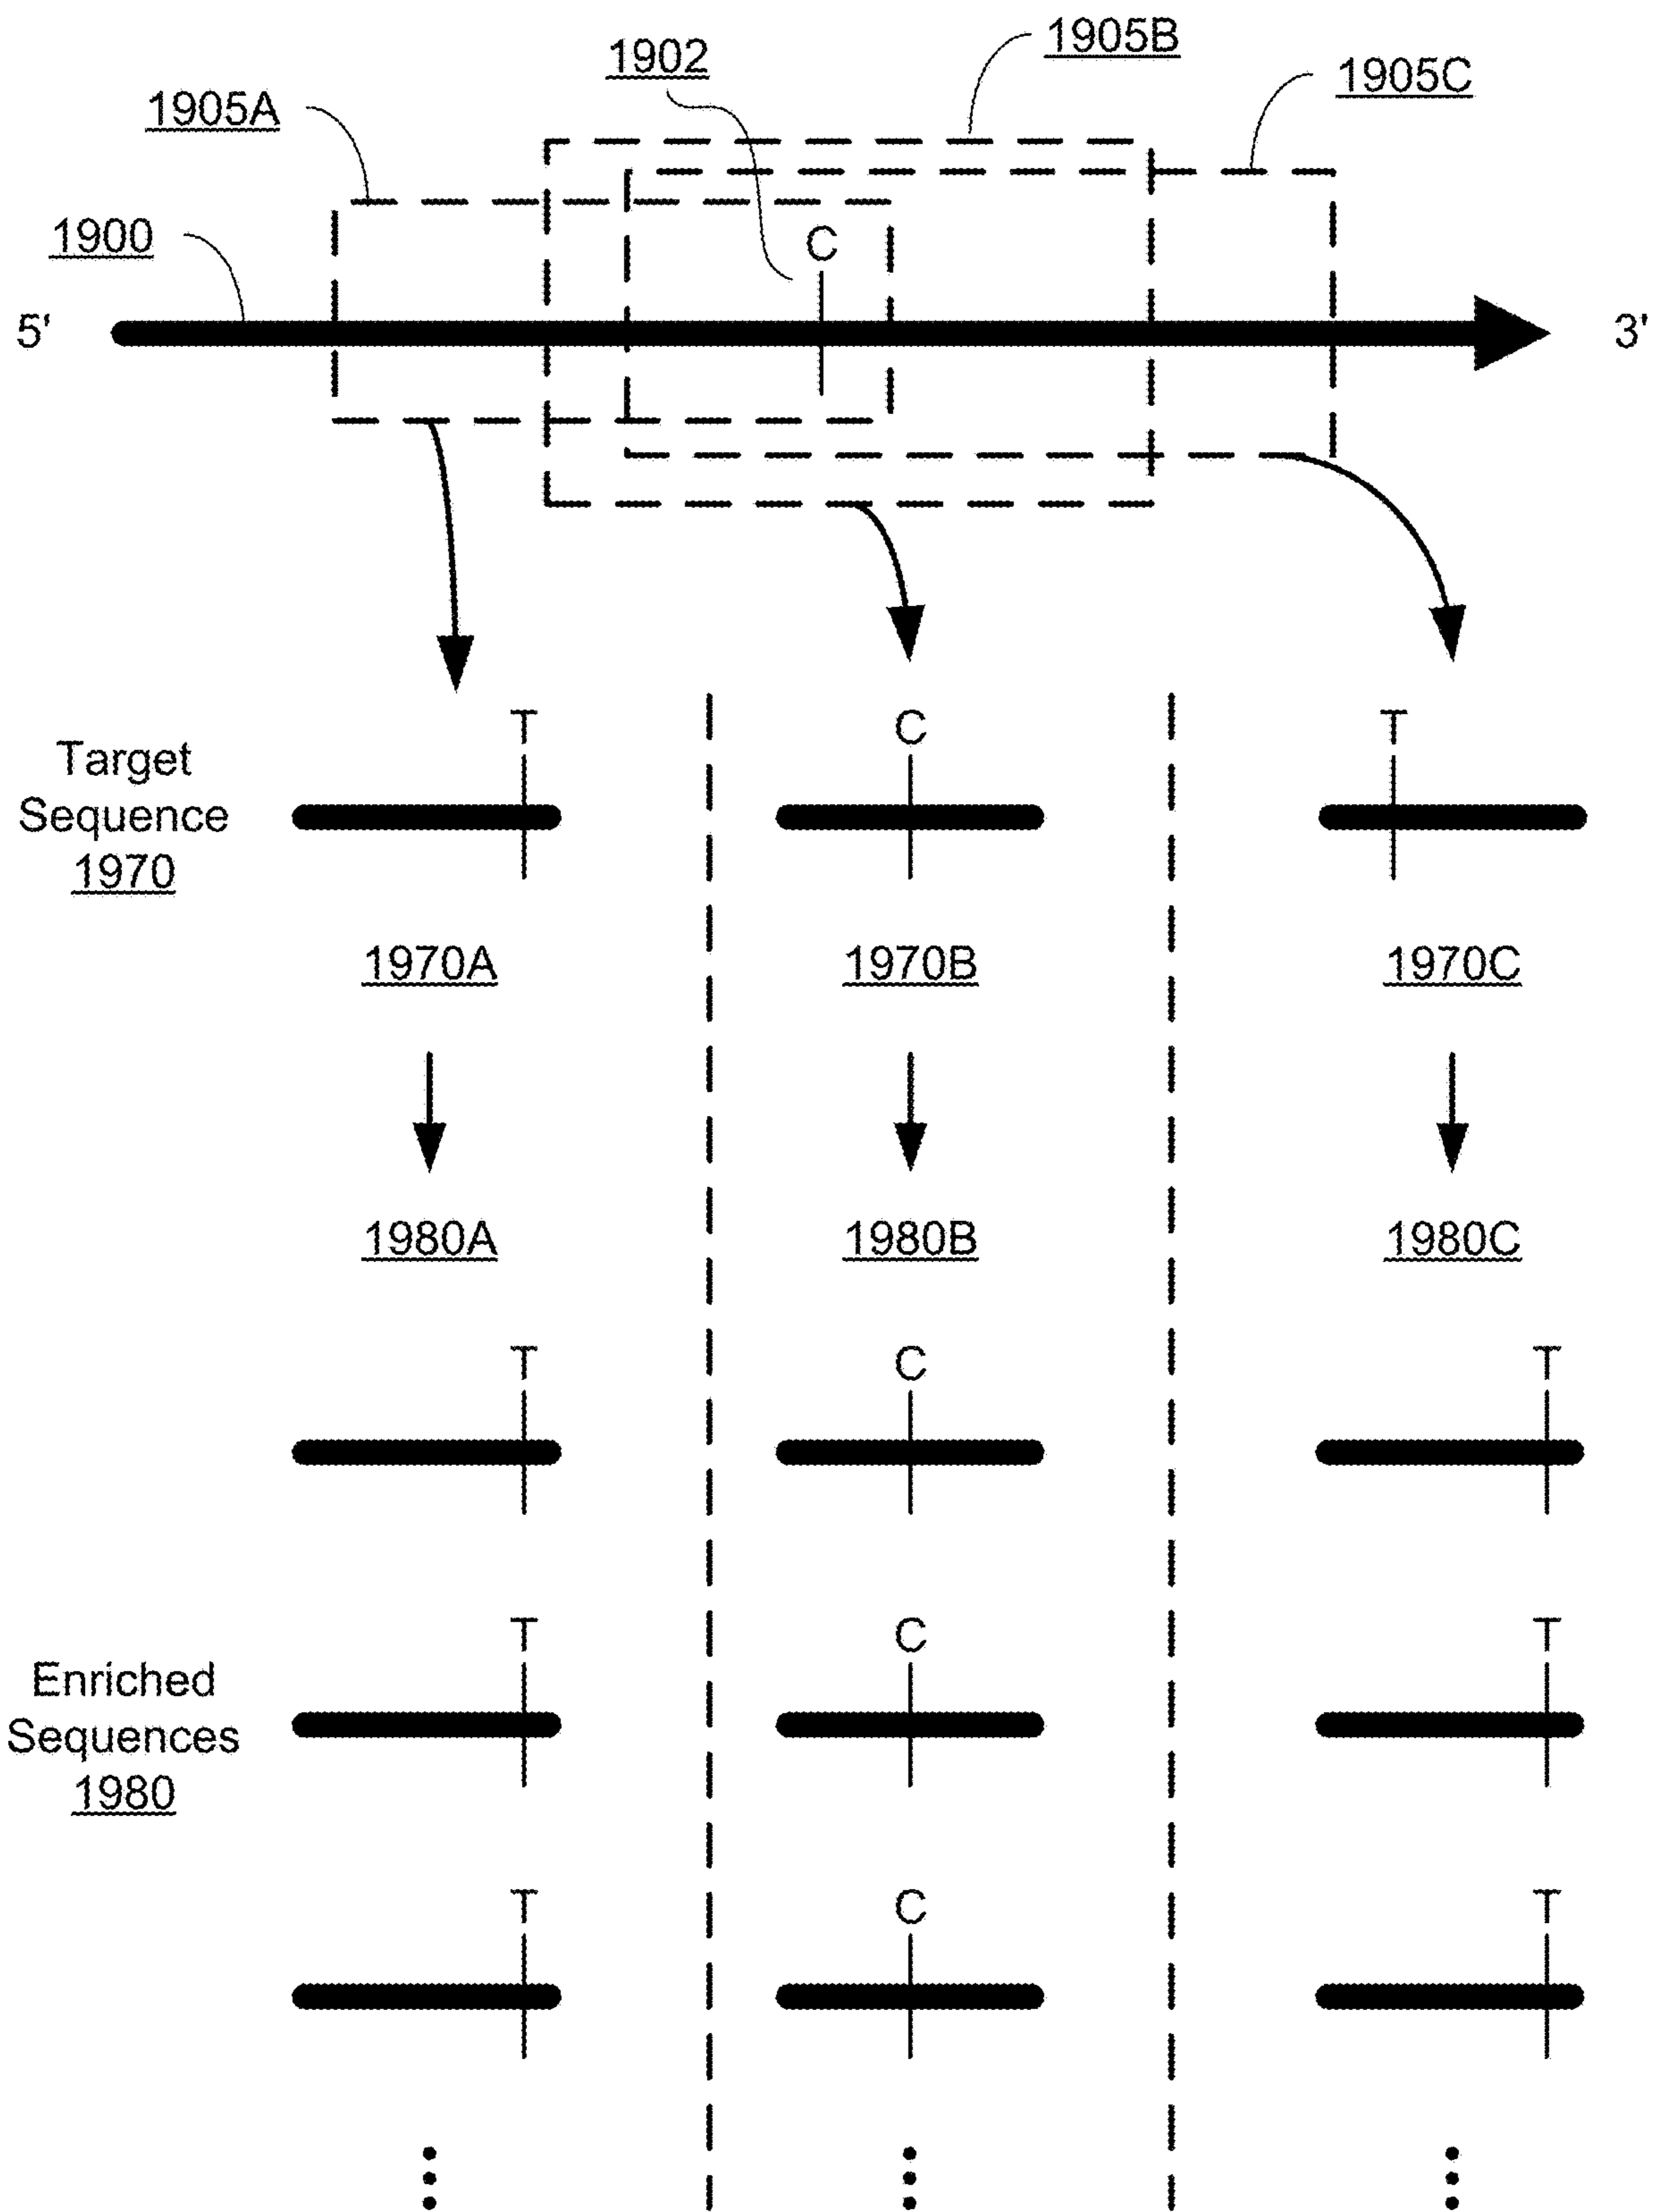 1905B
1902
1905C
1905A
C
1900
5'
3'
T
C
T
Target
Sequence
1970
1970A
1970B
1970C
1980A
1980B
1980C
T
C
T
T
C
T
Enriched
Sequences
1980
T
C
T